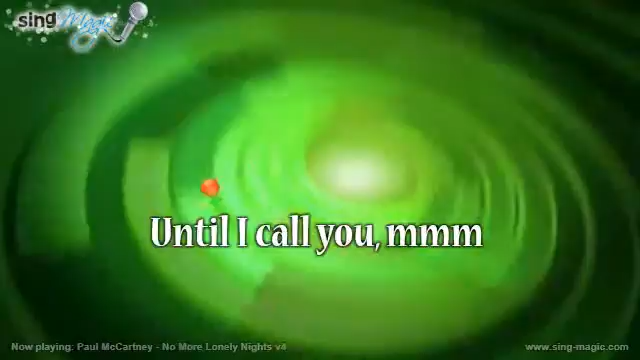 sing
Magic
Until I call you, mmm
Now playing: Paul McCartney - No More Lonely Nights v4
www.sing-magic.com